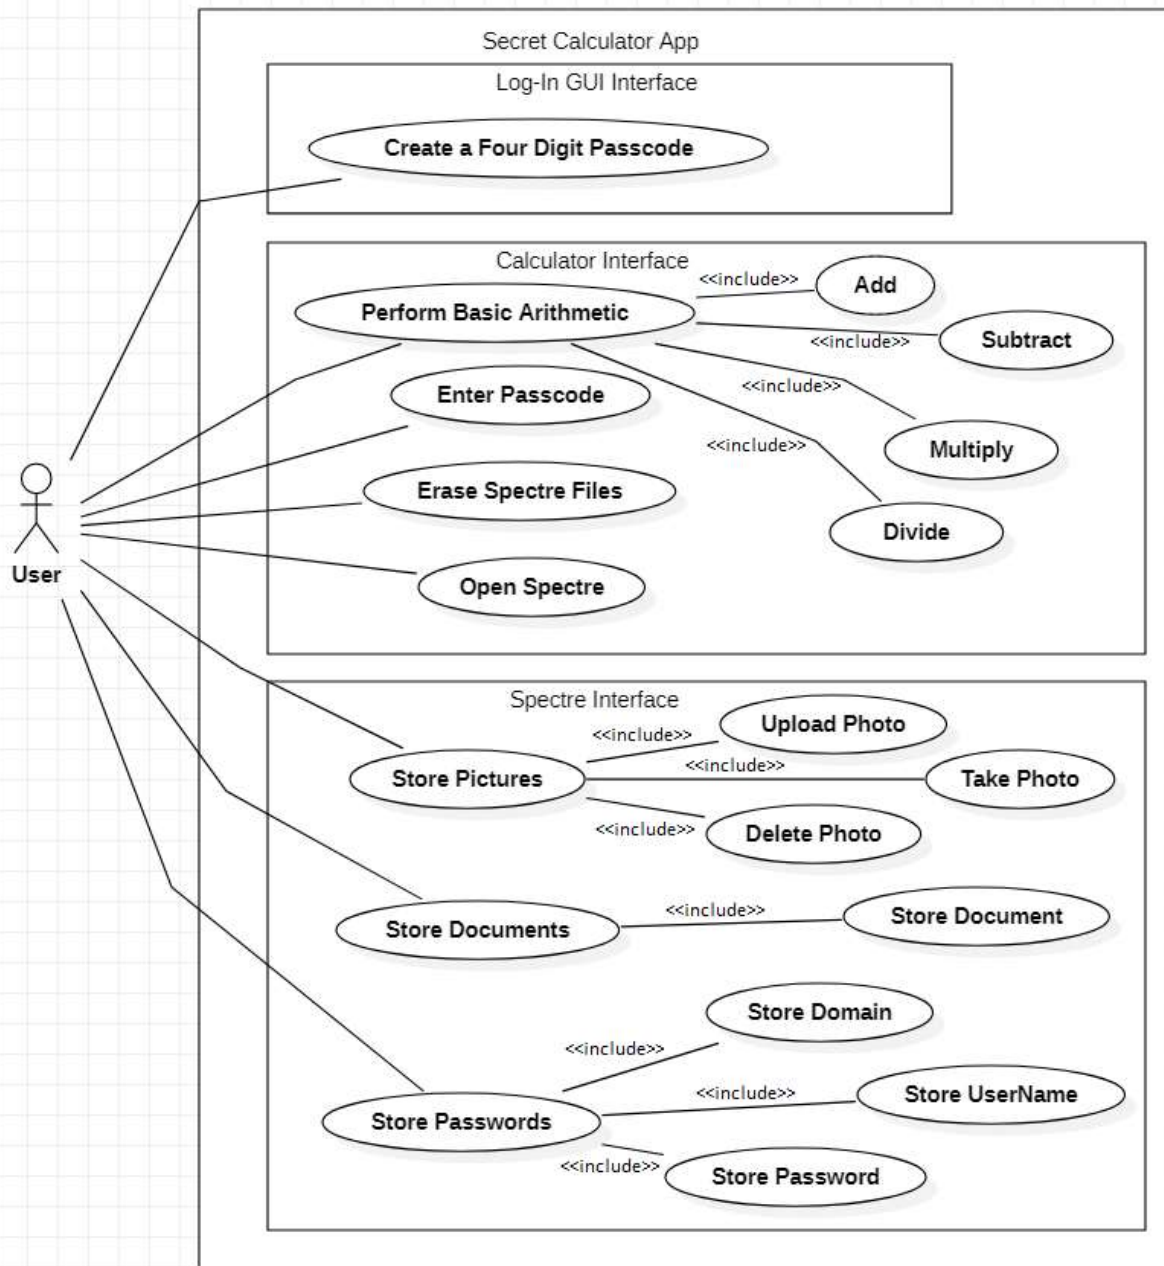 Secret Calculator App
Log-In GUI Interface
Create a Four Digit Passcode
Calculator Interface
<<include>>
Add
Perform Basic Arithmetic
<<include>>
Subtract
<<include>>
Enter Passcode
<<include>>
Multiply
Erase Spectre Files
Divide
User
Open Spectre
Spectre Interface
<<include>>
Upload Photo
<<include>>
Store Pictures
Take Photo
<<include>>
Delete Photo
<<include>>
Store Document
Store Documents
Store Domain
<<include>>
<<include>>
Store UserName
Store Passwords
<<include>>
Store Password